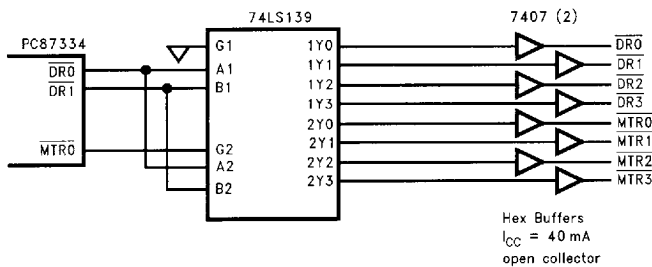 74LS139
7407 (2)
PC87334
G1
1Y0
DR0
DR0
A1
1Y1
DR1
DR1
B1
1Y2
DR2
1Y3
DR3
2Y0
MTR0
MTR0
G2
2Y1
MTR1
A2
2Y2
MTR2
B2
2Y3
MTR3
Hex Buffers
ICC = 40 mA
open collector